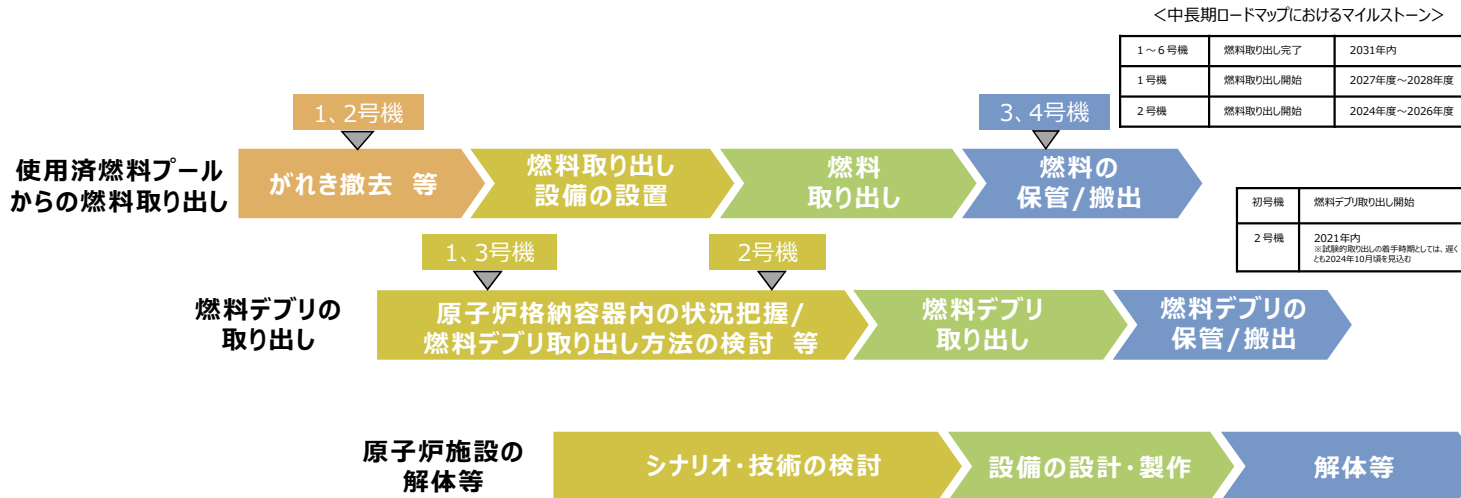 ＜中長期ロードマップにおけるマイルストーン＞
1～6号機 燃料取り出し完了 2031年内
1号機 燃料取り出し開始 2027年度～2028年度
2号機 燃料取り出し開始 2024年度～2026年度
1、2号機
3、4号機
使用済燃料プール
からの燃料取り出し
がれき撤去 等
燃料取り出し
設備の設置
燃料
取り出し
燃料の
保管/搬出
初号機 燃料デブリ取り出し開始
2号機 2021年内
※試験的取り出しの着手時期としては、遅く
とも2024年10月頃を見込む
1、3号機
2号機
燃料デブリの
取り出し
原子炉格納容器内の状況把握/
燃料デブリ取り出し方法の検討 等
燃料デブリ
取り出し
燃料デブリの
保管/搬出
原子炉施設の
解体等
シナリオ・技術の検討
設備の設計・製作
解体等